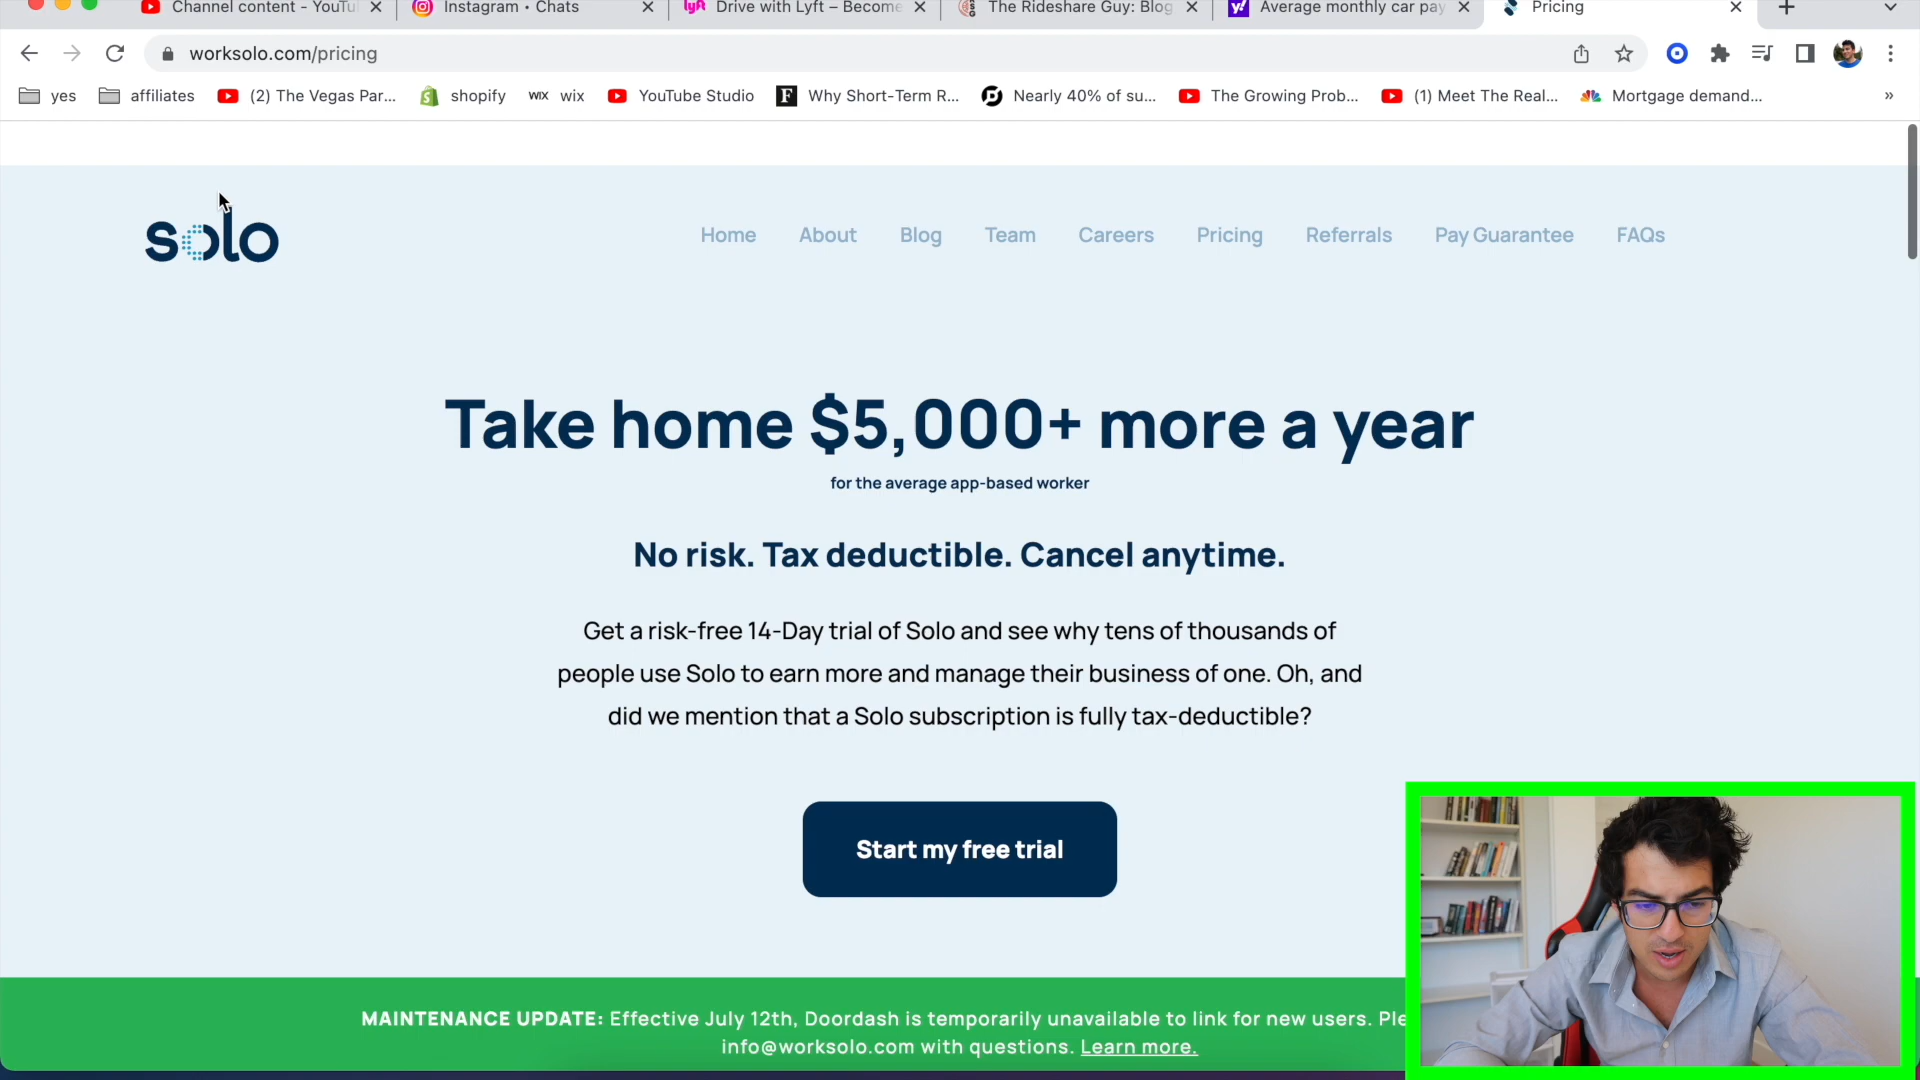 Channel content - YouTu
Instagram • Chats
Drive with Lyft – Become
The Rideshare Guy: Blog
Average monthly car pay
Pricing
worksolo.com/pricing
yes
affiliates
(2) The Vegas Par...
shopify
WIX wix
YouTube Studio
F Why Short-Term R...
Nearly 40% of su...
The Growing Prob...
(1) Meet The Real...
Mortgage demand...
»
solo
Home
About
Blog
Team
Careers
Pricing
Referrals
Pay Guarantee
FAQs
Take home $5,000+ more a year
for the average app-based worker
No risk. Tax deductible. Cancel anytime.
Get a risk-free 14-Day trial of Solo and see why tens of thousands of
people use Solo to earn more and manage their business of one. Oh, and
did we mention that a Solo subscription is fully tax-deductible?
Start my free trial
MAINTENANCE UPDATE: Effective July 12th, Doordash is temporarily unavailable to link for new users. Ple
info@worksolo.com with questions. Learn more.